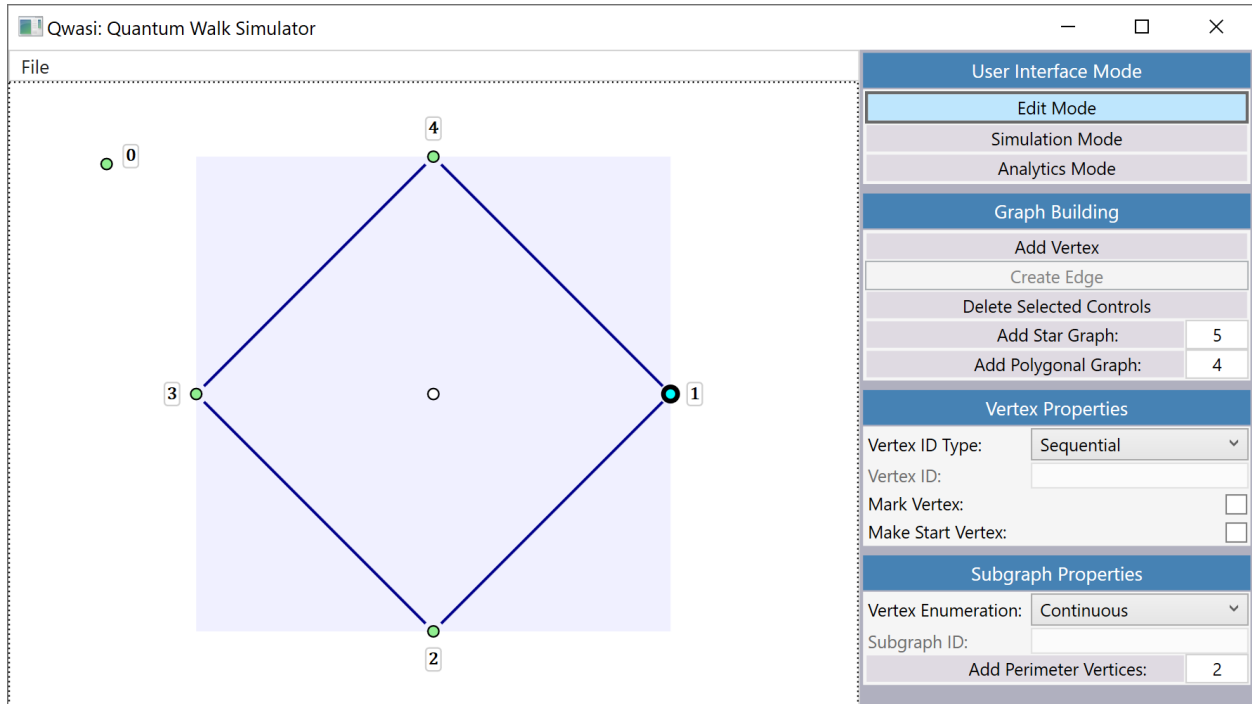 Qwasi: Quantum Walk Simulator
File
0
4
3
1
2
User Interface Mode
Edit Mode
Simulation Mode
Analytics Mode
Graph Building
Add Vertex
Create Edge
Delete Selected Controls
Add Star Graph: 5
Add Polygonal Graph: 4
Vertex Properties
Vertex ID Type: Sequential
Vertex ID:
Mark Vertex:
Make Start Vertex:
Subgraph Properties
Vertex Enumeration: Continuous
Subgraph ID:
Add Perimeter Vertices: 2